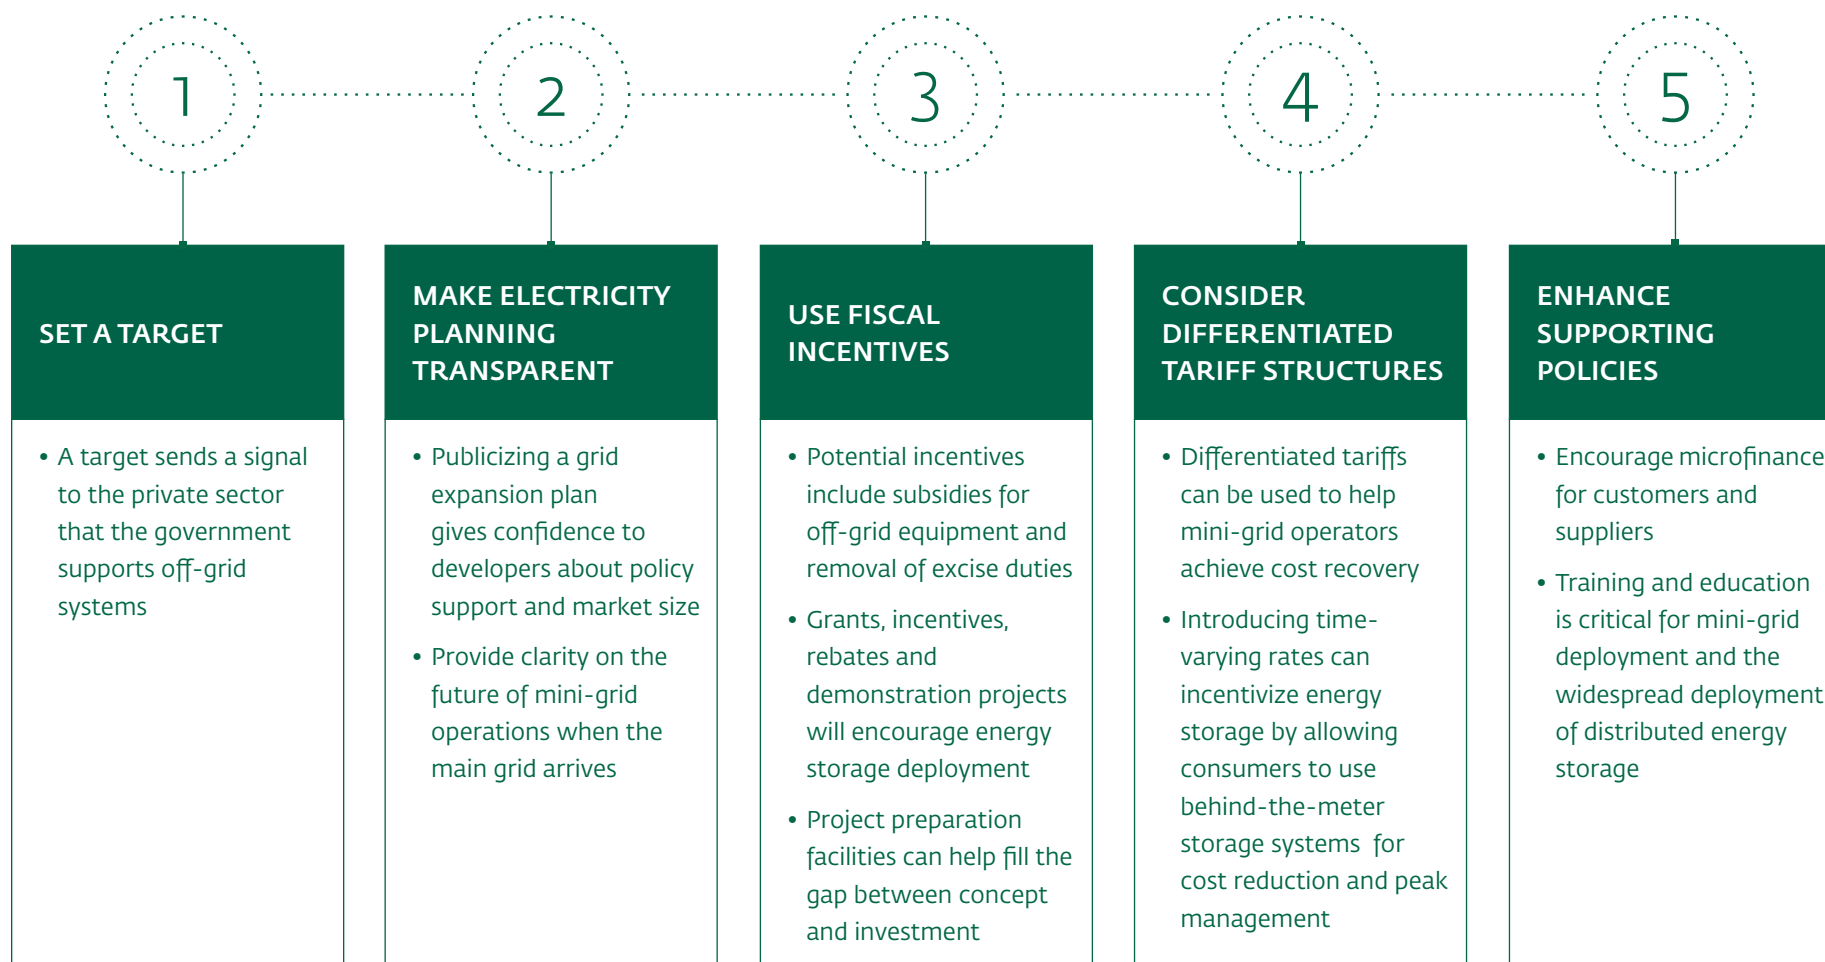 1
2
3
4
5
SET A TARGET
• A target sends a signal
to the private sector
that the government
supports off-grid
systems
MAKE ELECTRICITY
PLANNING
TRANSPARENT
• Publicizing a grid
expansion plan
gives confidence to
developers about policy
support and market size
• Provide clarity on the
future of mini-grid
operations when the
main grid arrives
USE FISCAL
INCENTIVES
• Potential incentives
include subsidies for
off-grid equipment and
removal of excise duties
• Grants, incentives,
rebates and
demonstration projects
will encourage energy
storage deployment
• Project preparation
facilities can help fill the
gap between concept
and investment
CONSIDER
DIFFERENTIATED
TARIFF STRUCTURES
• Differentiated tariffs
can be used to help
mini-grid operators
achieve cost recovery
• Introducing time-
varying rates can
incentivize energy
storage by allowing
consumers to use
behind-the-meter
storage systems  for
cost reduction and peak
management
ENHANCE
SUPPORTING
POLICIES
• Encourage microfinance
for customers and
suppliers
• Training and education
is critical for mini-grid
deployment and the
widespread deployment
of distributed energy
storage